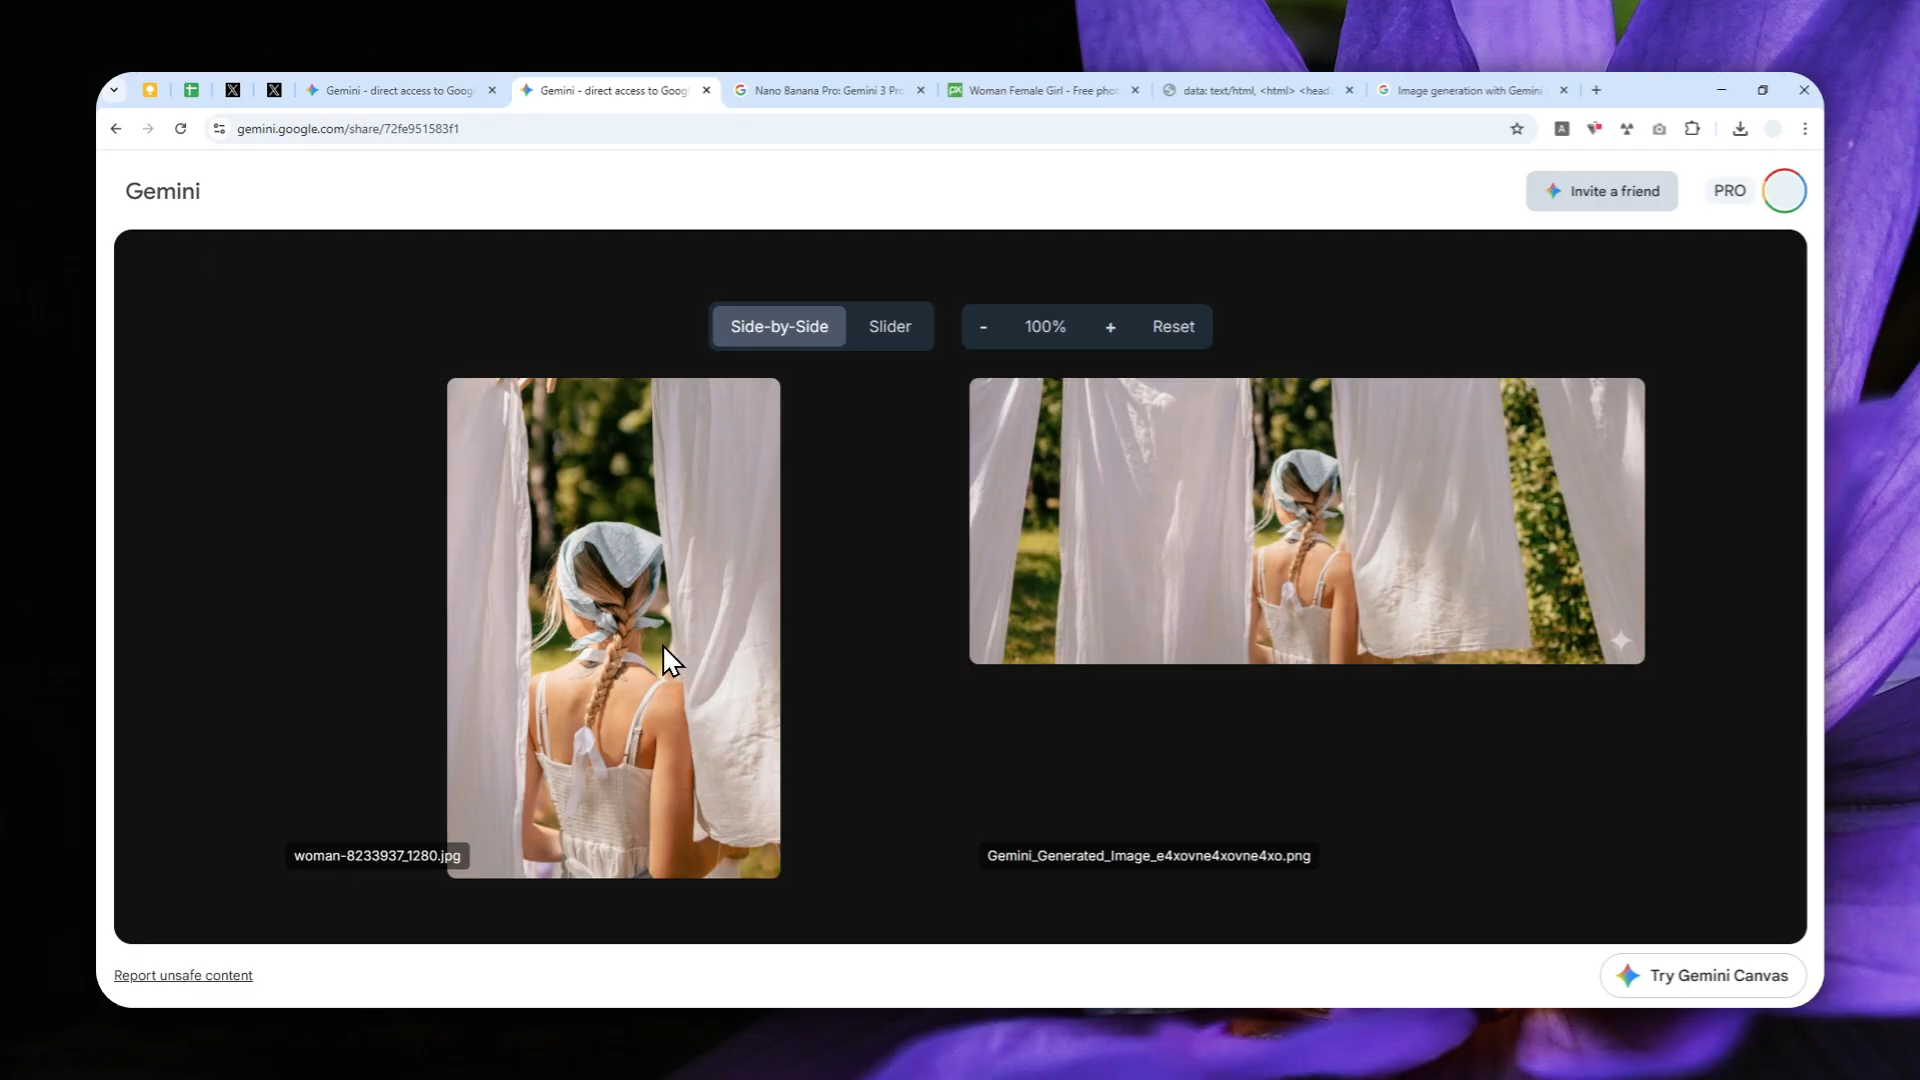 Gemini - direct access to Goog
Gemini - direct access to Goog
Nano Banana Pro: Gemini 3 Pro
Woman Female Girl - Free phot
data: text/html, <html> <head
Image generation with Gemini
gemini.google.com/share/72fe951583f1
Gemini
Invite a friend
PRO
Side-by-Side
Slider
- 100% +
Reset
woman-8233937_1280.jpg
Gemini_Generated_Image_e4xovne4xovne4xo.png
Report unsafe content
Try Gemini Canvas